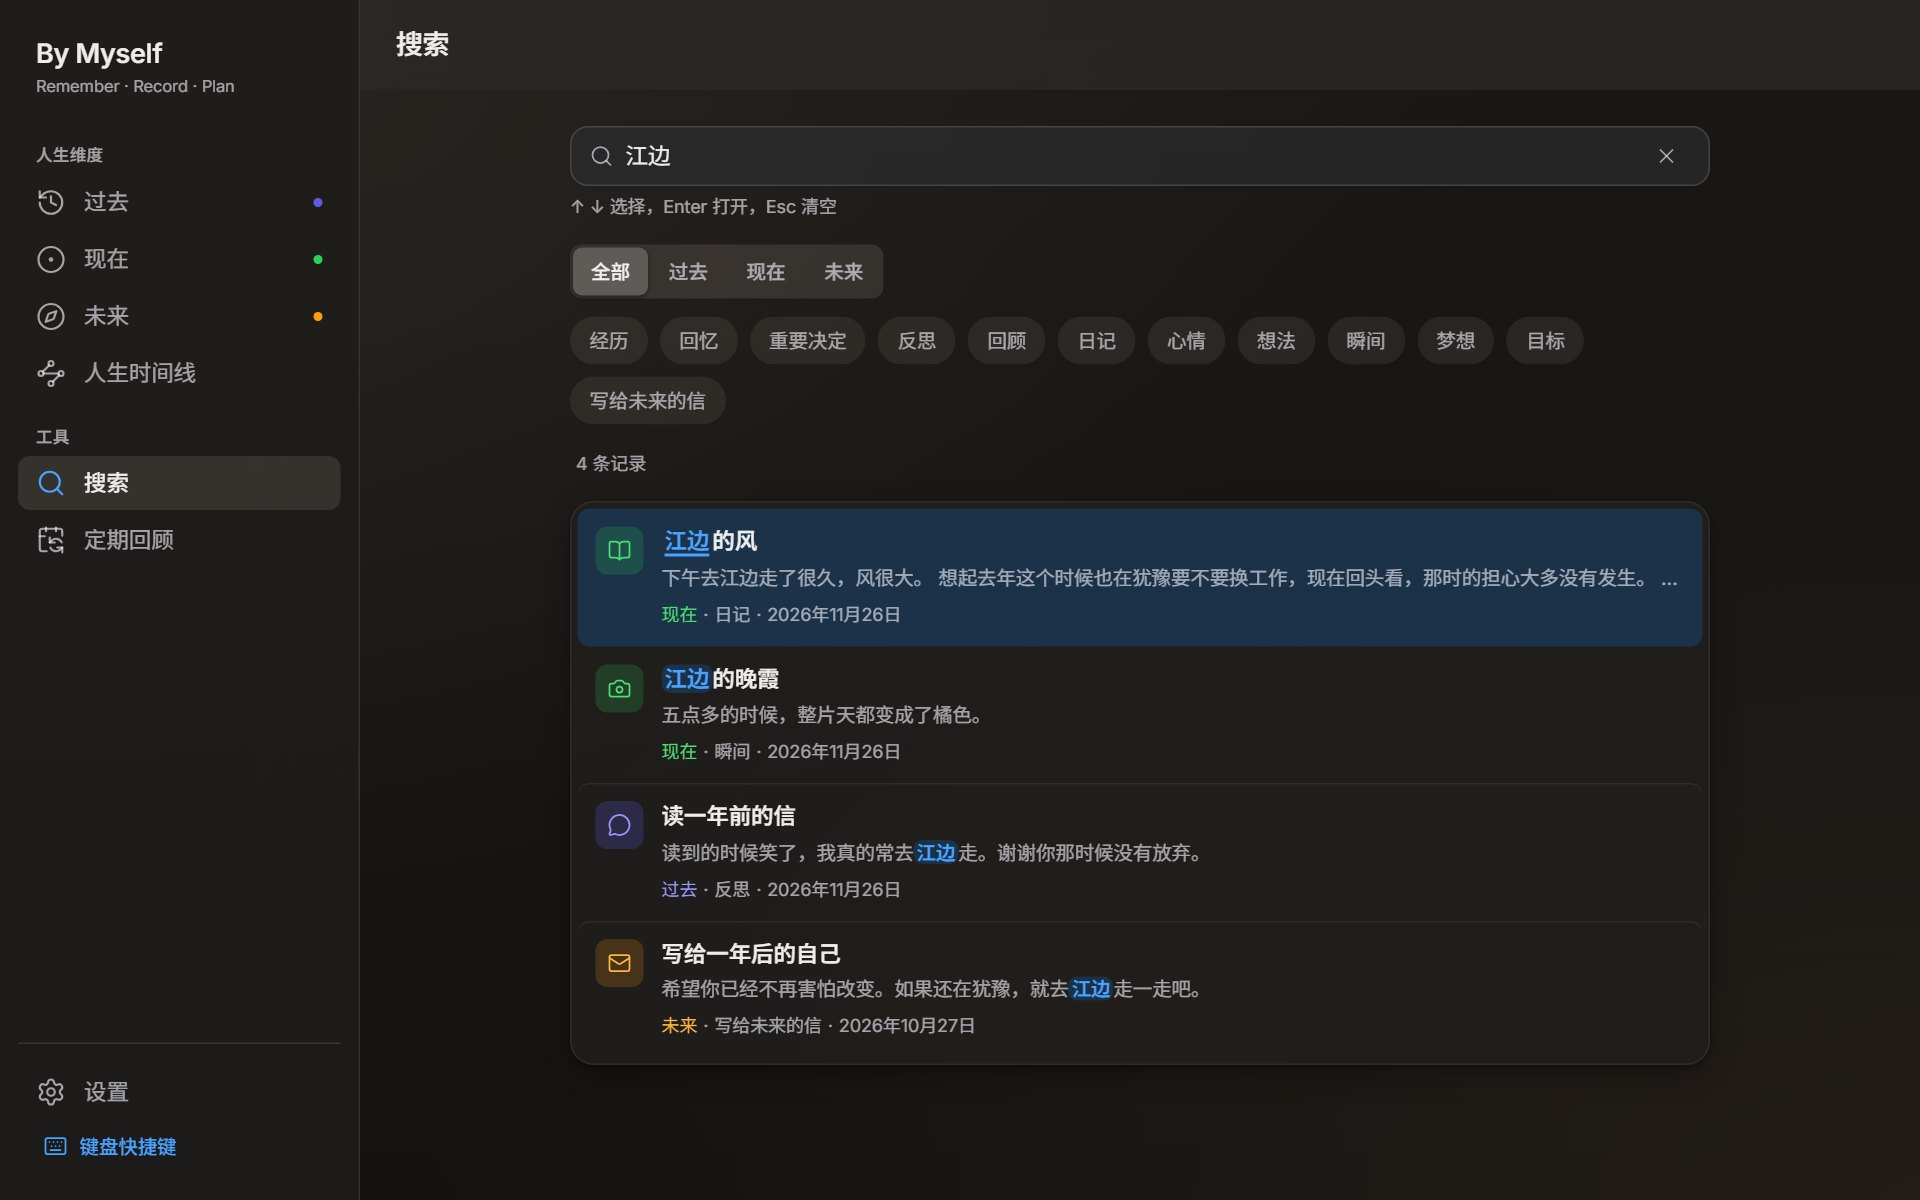 By Myself
Remember · Record · Plan
人生维度
过去
现在
未来
人生时间线
工具
搜索
定期回顾
设置
键盘快捷键
搜索
江边
↑ ↓ 选择，Enter 打开，Esc 清空
全部 过去 现在 未来
经历 回忆 重要决定 反思 回顾 日记 心情 想法 瞬间 梦想 目标
写给未来的信
4 条记录
江边的风
下午去江边走了很久，风很大。 想起去年这个时候也在犹豫要不要换工作，现在回头看，那时的担心大多没有发生。 ...
现在 · 日记 · 2026年11月26日
江边的晚霞
五点多的时候，整片天都变成了橘色。
现在 · 瞬间 · 2026年11月26日
读一年前的信
读到的时候笑了，我真的常去江边走。谢谢你那时候没有放弃。
过去 · 反思 · 2026年11月26日
写给一年后的自己
希望你已经不再害怕改变。如果还在犹豫，就去江边走一走吧。
未来 · 写给未来的信 · 2026年10月27日